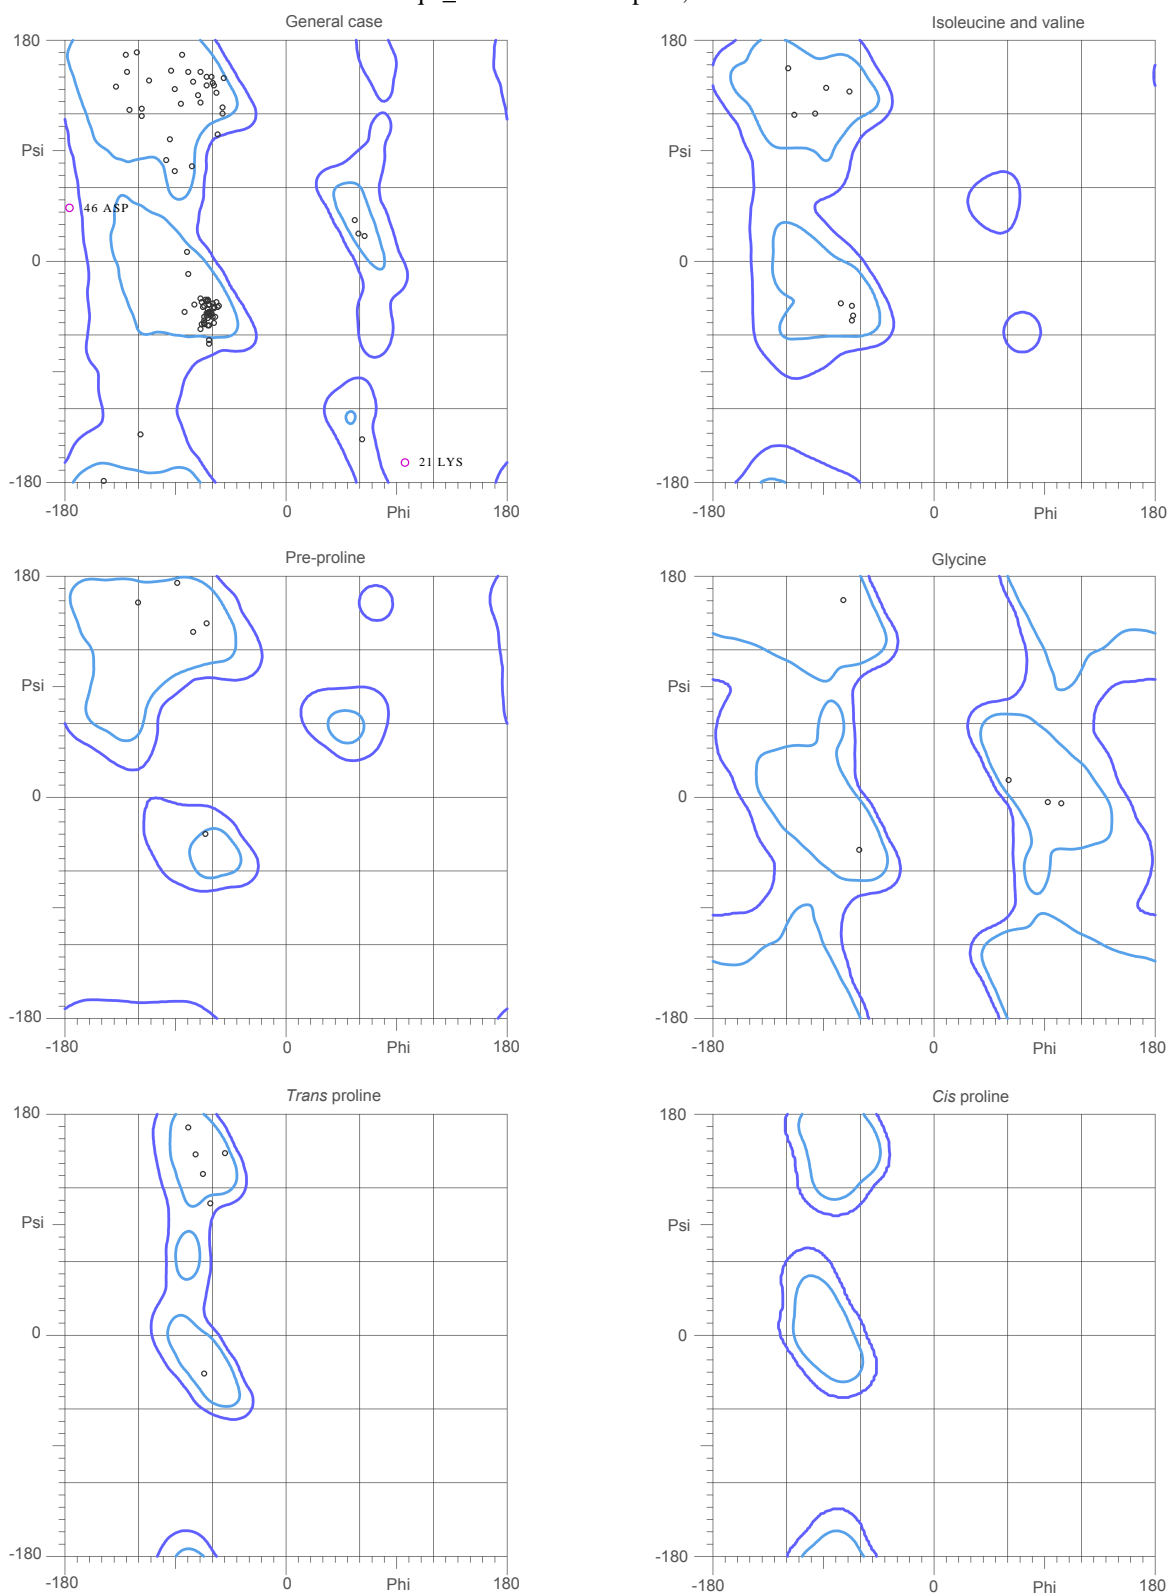 General case
180
Psi
0
-180
46 ASP
21 LYS
-180
0
Phi
180
Isoleucine and valine
180
Psi
0
-180
-180
0
Phi
180
Pre-proline
180
Psi
0
-180
-180
0
Phi
180
Glycine
180
Psi
0
-180
-180
0
Phi
180
Trans proline
180
Psi
0
-180
-180
0
Phi
180
Cis proline
180
Psi
0
-180
-180
0
Phi
180